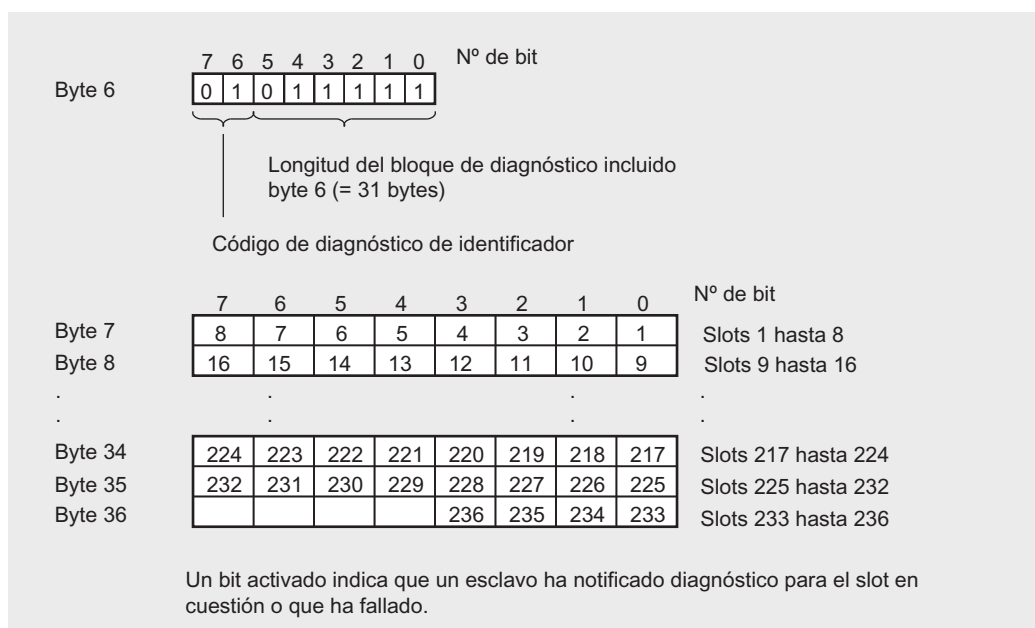 7 6 5 4 3 2 1 0 Nº de bit
Byte 6 0 1 0 1 1 1 1 1
Longitud del bloque de diagnóstico incluido
byte 6 (= 31 bytes)
Código de diagnóstico de identificador
7 6 5 4 3 2 1 0 Nº de bit
Byte 7 8 7 6 5 4 3 2 1 Slots 1 hasta 8
Byte 8 16 15 14 13 12 11 10 9 Slots 9 hasta 16
. . . .
. . . .
Byte 34 224 223 222 221 220 219 218 217 Slots 217 hasta 224
Byte 35 232 231 230 229 228 227 226 225 Slots 225 hasta 232
Byte 36 236 235 234 233 Slots 233 hasta 236
Un bit activado indica que un esclavo ha notificado diagnóstico para el slot en
cuestión o que ha fallado.